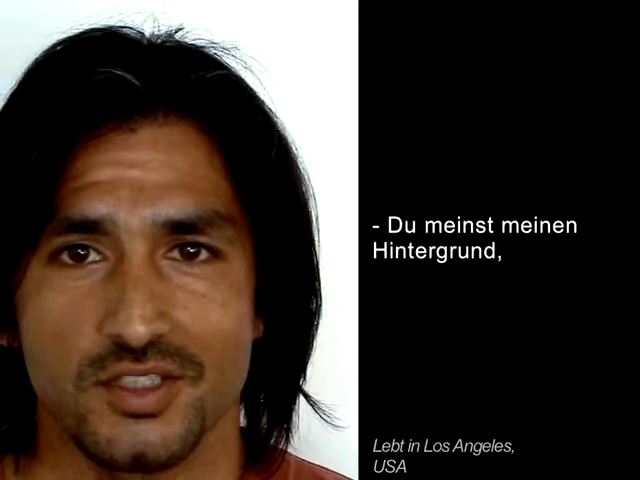 - Du meinst meinen
Hintergrund,
Lebt in Los Angeles,
USA